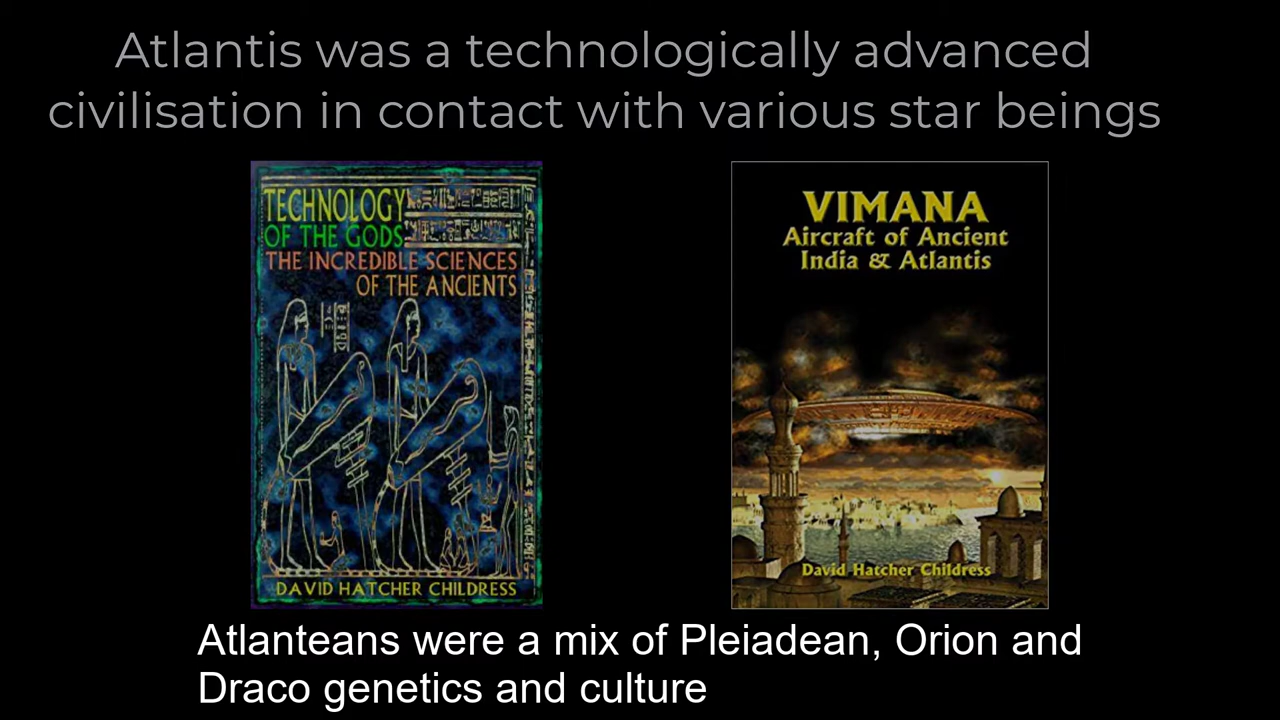 Atlantis was a technologically advanced
civilisation in contact with various star beings
TECHNOLOGY
OF THE GODS
THE INCREDIBLE SCIENCES
OF THE ANCIENTS
DAVID HATCHER CHILDRESS
VIMANA
Aircraft of Ancient
India & Atlantis
David Hatcher Childress
Atlanteans were a mix of Pleiadean, Orion and
Draco genetics and culture